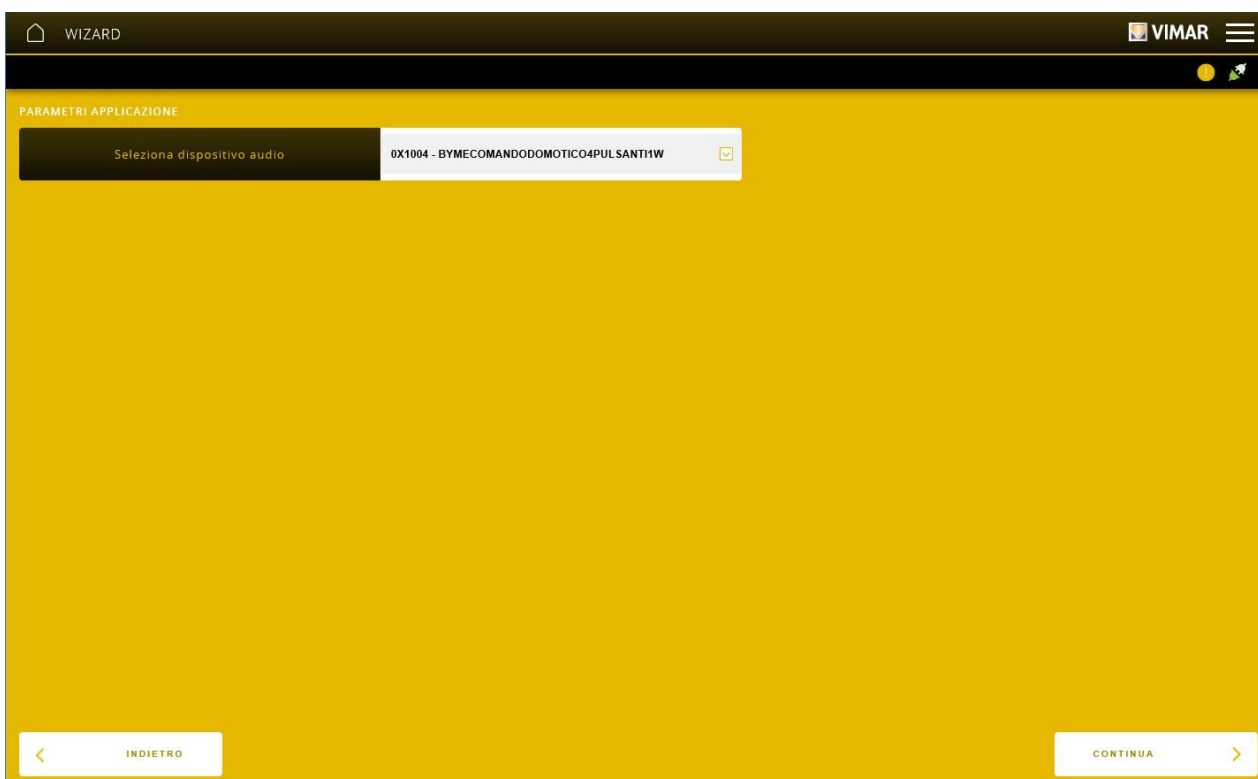 WIZARD
VIMAR
PARAMETRI APPLICAZIONE
Seleziona dispositivo audio
0X1004 - BYMECOMANDODOMOTICO4PULSANTI1W
INDIETRO
CONTINUA